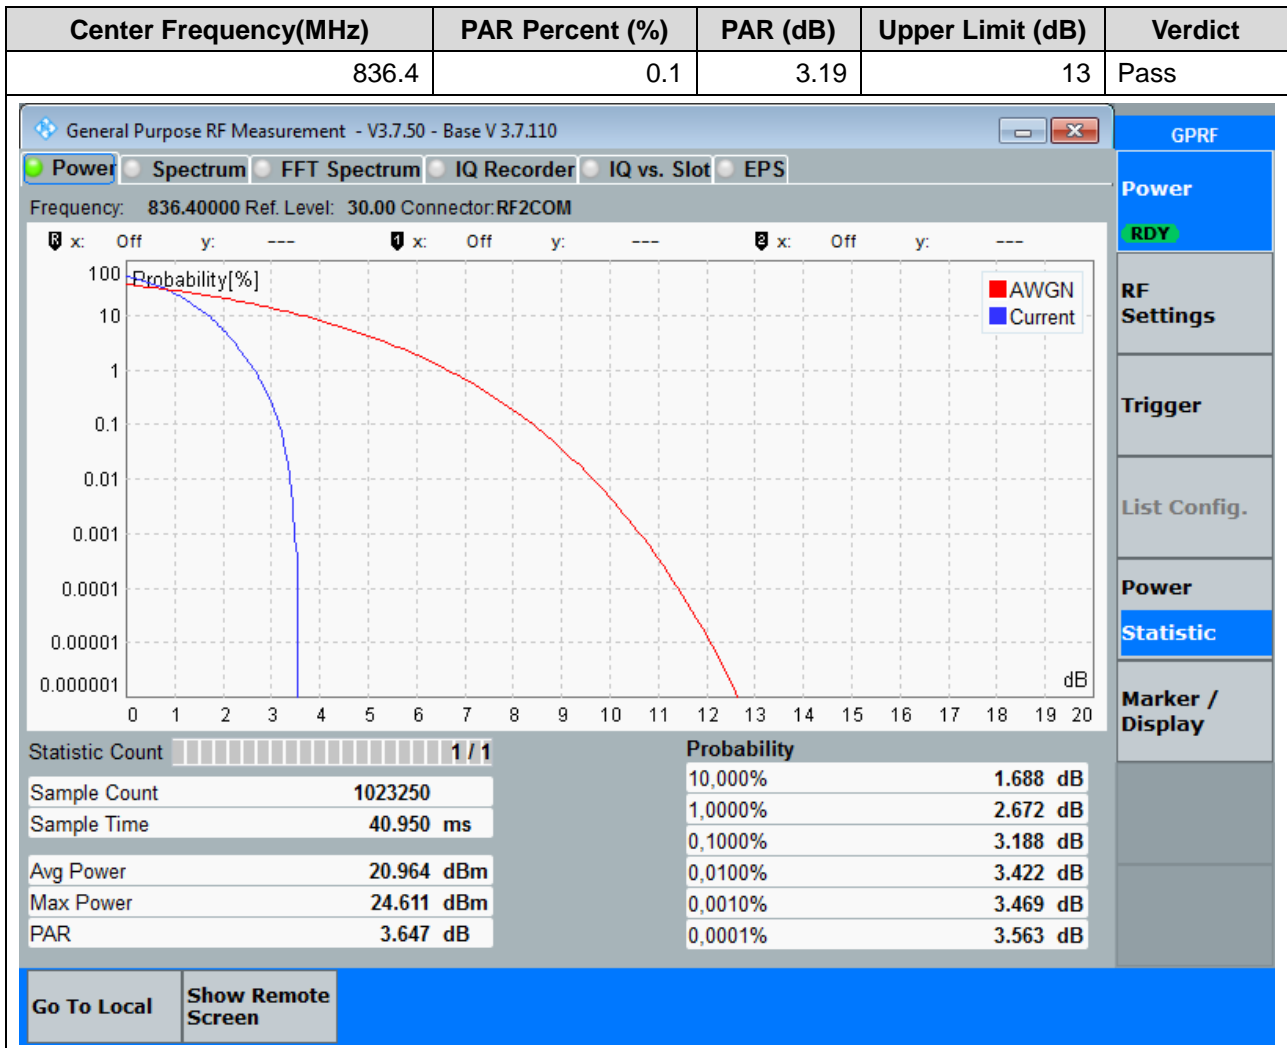 Center Frequency(MHz) PAR Percent (%) PAR (dB) Upper Limit (dB) Verdict
836.4 0.1 3.19 13 Pass
General Purpose RF Measurement - V3.7.50 - Base V 3.7.110
GPRF
Power Spectrum FFT Spectrum IQ Recorder IQ vs. Slot EPS
Frequency: 836.40000 Ref. Level: 30.00 Connector: RF2COM
R x: Off y: --- 1 x: Off y: --- 2 x: Off y: ---
Probability[%]
AWGN
Current
100
10
1
0.1
0.01
0.001
0.0001
0.00001
0.000001
dB
0 1 2 3 4 5 6 7 8 9 10 11 12 13 14 15 16 17 18 19 20
Statistic Count 1 / 1
Sample Count 1023250
Sample Time 40.950 ms
Avg Power 20.964 dBm
Max Power 24.611 dBm
PAR 3.647 dB
Probability
10,000% 1.688 dB
1,0000% 2.672 dB
0,1000% 3.188 dB
0,0100% 3.422 dB
0,0010% 3.469 dB
0,0001% 3.563 dB
Power
RDY
RF
Settings
Trigger
List Config.
Power
Statistic
Marker /
Display
Go To Local
Show Remote
Screen